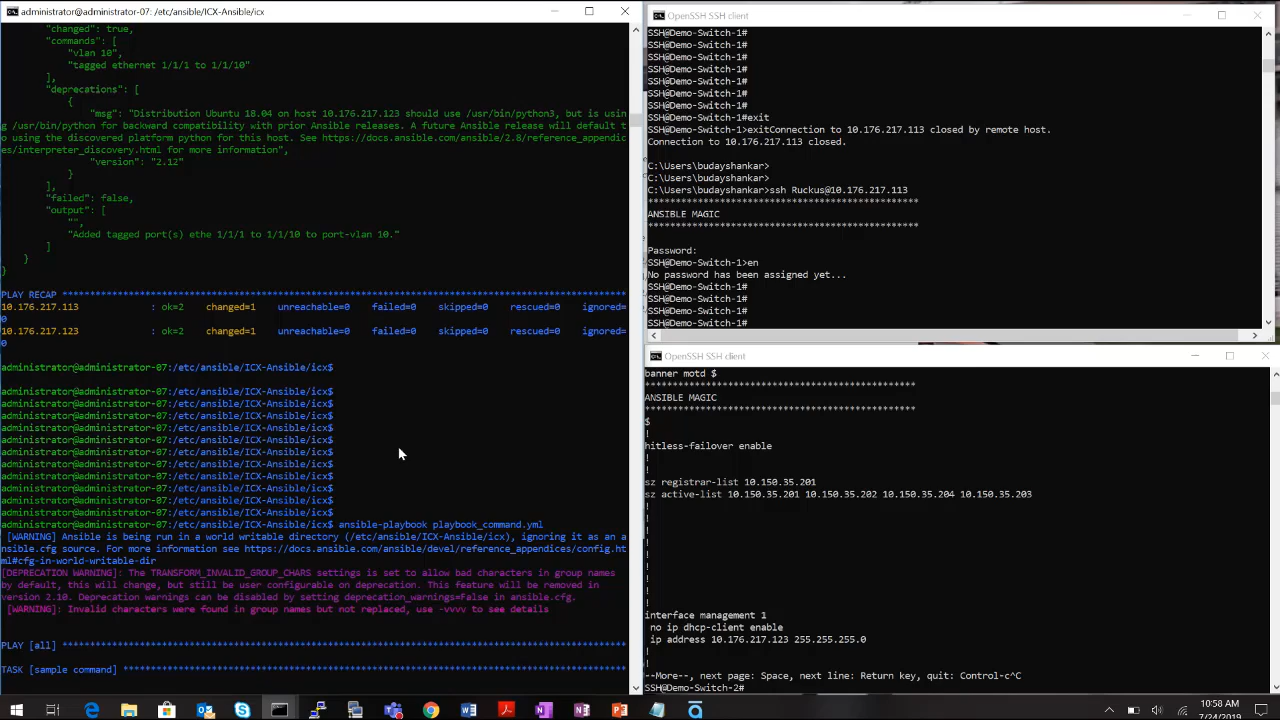 administrator@administrator-07: /etc/ansible/ICX-Ansible/icx
"changed": true,
"commands": [
"vlan 10",
"tagged ethernet 1/1/1 to 1/1/10"
],
"deprecations": [
{
"msg": "Distribution Ubuntu 18.04 on host 10.176.217.123 should use /usr/bin/python3, but is usin
g /usr/bin/python for backward compatibility with prior Ansible releases. A future Ansible release will default t
o using the discovered platform python for this host. See https://docs.ansible.com/ansible/2.8/reference_appendic
es/interpreter_discovery.html for more information",
"version": "2.12"
}
],
"failed": false,
"output": [
"",
"Added tagged port(s) ethe 1/1/1 to 1/1/10 to port-vlan 10."
]
}
}
PLAY RECAP *********************************************************************************************
10.176.217.113 : ok=2 changed=1 unreachable=0 failed=0 skipped=0 rescued=0 ignored=
0
10.176.217.123 : ok=2 changed=1 unreachable=0 failed=0 skipped=0 rescued=0 ignored=
0
administrator@administrator-07:/etc/ansible/ICX-Ansible/icx$
administrator@administrator-07:/etc/ansible/ICX-Ansible/icx$
administrator@administrator-07:/etc/ansible/ICX-Ansible/icx$
administrator@administrator-07:/etc/ansible/ICX-Ansible/icx$
administrator@administrator-07:/etc/ansible/ICX-Ansible/icx$
administrator@administrator-07:/etc/ansible/ICX-Ansible/icx$
administrator@administrator-07:/etc/ansible/ICX-Ansible/icx$
administrator@administrator-07:/etc/ansible/ICX-Ansible/icx$
administrator@administrator-07:/etc/ansible/ICX-Ansible/icx$
administrator@administrator-07:/etc/ansible/ICX-Ansible/icx$
administrator@administrator-07:/etc/ansible/ICX-Ansible/icx$
administrator@administrator-07:/etc/ansible/ICX-Ansible/icx$
administrator@administrator-07:/etc/ansible/ICX-Ansible/icx$ ansible-playbook playbook_command.yml
[WARNING] Ansible is being run in a world writable directory (/etc/ansible/ICX-Ansible/icx), ignoring it as an a
nsible.cfg source. For more information see https://docs.ansible.com/ansible/devel/reference_appendices/config.ht
ml#cfg-in-world-writable-dir
[DEPRECATION WARNING]: The TRANSFORM_INVALID_GROUP_CHARS settings is set to allow bad characters in group names
by default, this will change, but still be user configurable on deprecation. This feature will be removed in
version 2.10. Deprecation warnings can be disabled by setting deprecation_warnings=False in ansible.cfg.
[WARNING]: Invalid characters were found in group names but not replaced, use -vvvv to see details
PLAY [all] *********************************************************************************************
TASK [sample command] **********************************************************************************
OpenSSH SSH client
SSH@Demo-Switch-1#
SSH@Demo-Switch-1#
SSH@Demo-Switch-1#
SSH@Demo-Switch-1#
SSH@Demo-Switch-1#
SSH@Demo-Switch-1#
SSH@Demo-Switch-1#
SSH@Demo-Switch-1#exit
SSH@Demo-Switch-1>exitConnection to 10.176.217.113 closed by remote host.
Connection to 10.176.217.113 closed.
C:\Users\budayshankar>
C:\Users\budayshankar>
C:\Users\budayshankar>ssh Ruckus@10.176.217.113
*************************************************
ANSIBLE MAGIC
*************************************************
Password:
SSH@Demo-Switch-1>en
No password has been assigned yet...
SSH@Demo-Switch-1#
SSH@Demo-Switch-1#
SSH@Demo-Switch-1#
SSH@Demo-Switch-1#
OpenSSH SSH client
banner motd $
*************************************************
ANSIBLE MAGIC
*************************************************
$
!
hitless-failover enable
!
!
sz registrar-list 10.150.35.201
sz active-list 10.150.35.201 10.150.35.202 10.150.35.204 10.150.35.203
!
!
!
!
!
!
!
!
!
interface management 1
no ip dhcp-client enable
ip address 10.176.217.123 255.255.255.0
!
!
--More--, next page: Space, next line: Return key, quit: Control-c^C
SSH@Demo-Switch-2#
10:58 AM
7/24/2019